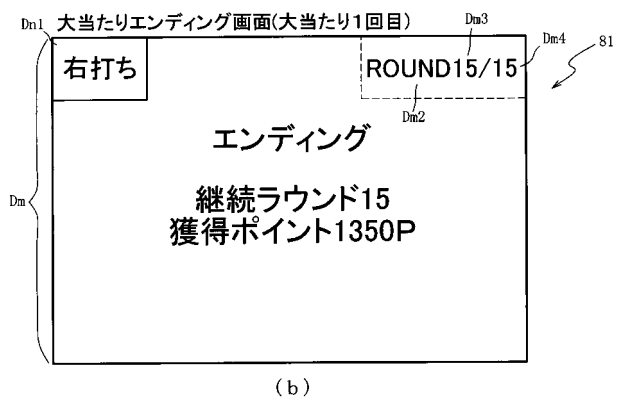 大当たりエンディング画面(大当たり1回目)
Dn1
Dm3
Dm4
81
右打ち
ROUND15/15
Dm2
エンディング
Dm
継続ラウンド15
獲得ポイント1350P
(b)